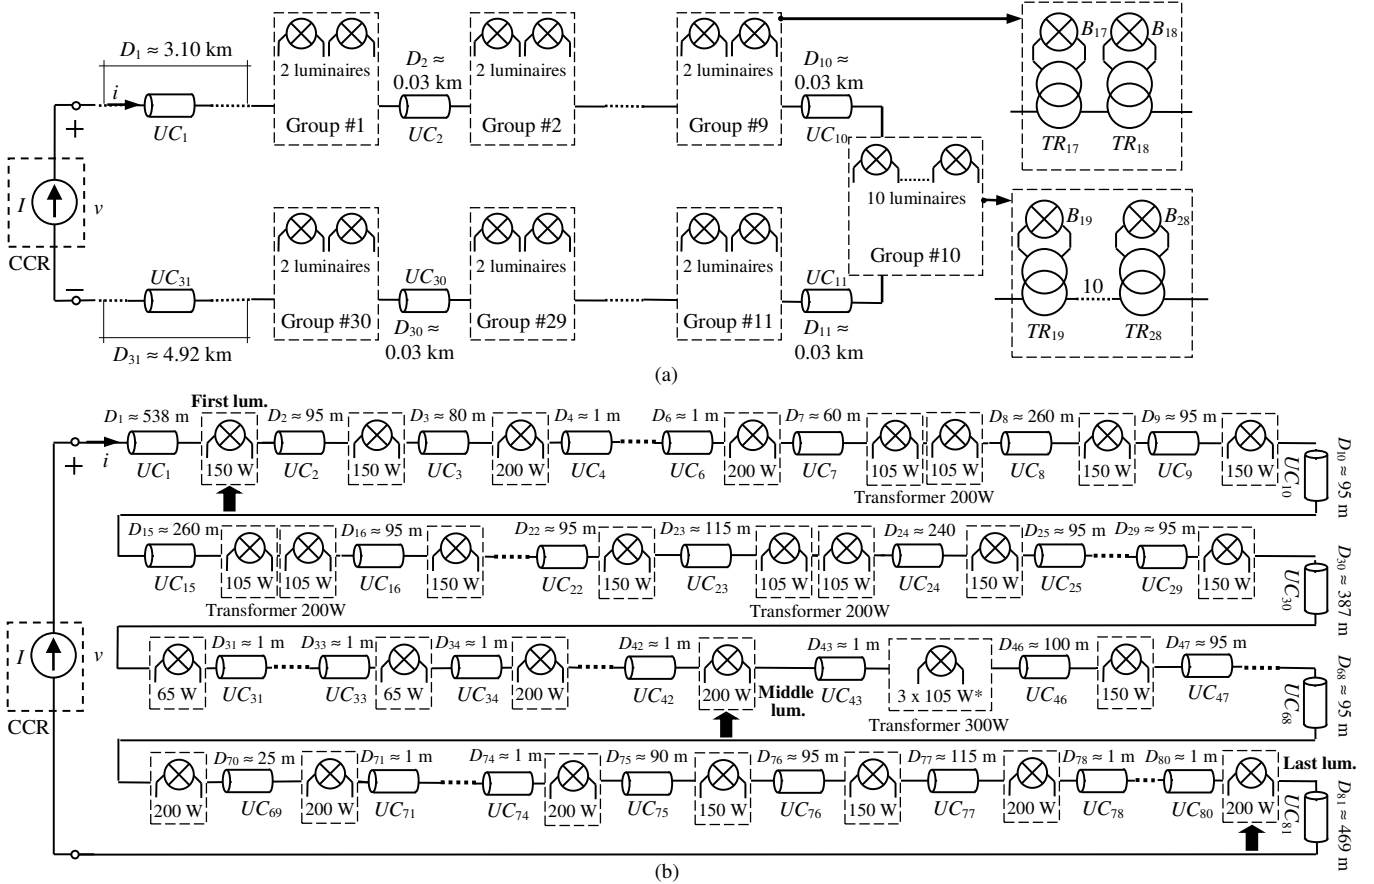 D1 ≈ 3.10 km
i
UC1
+
I
v
CCR
−
2 luminaires
Group #1
D2 ≈
0.03 km
UC2
2 luminaires
Group #2
2 luminaires
Group #9
D10 ≈
0.03 km
UC10
B17
B18
TR17
TR18
10 luminaires
Group #10
B19
B28
10
TR19
TR28
UC31
D31 ≈ 4.92 km
2 luminaires
Group #30
UC30
D30 ≈
0.03 km
2 luminaires
Group #29
2 luminaires
Group #11
UC11
D11 ≈
0.03 km
(a)
First lum.
D1 ≈ 538 m
D2 ≈ 95 m
D3 ≈ 80 m
D4 ≈ 1 m
D6 ≈ 1 m
D7 ≈ 60 m
D8 ≈ 260 m
D9 ≈ 95 m
+
i
UC1
150 W
UC2
150 W
UC3
200 W
UC4
UC6
200 W
UC7
105 W
105 W
UC8
150 W
UC9
150 W
UC10
D10 ≈ 95 m
Transformer 200W
D15 ≈ 260 m
D16 ≈ 95 m
D22 ≈ 95 m
D23 ≈ 115 m
D24 ≈ 240
D25 ≈ 95 m
D29 ≈ 95 m
UC15
105 W
105 W
UC16
150 W
UC22
150 W
UC23
105 W
105 W
UC24
150 W
UC25
UC29
150 W
UC30
D30 ≈ 387 m
Transformer 200W
Transformer 200W
I
v
CCR
D31 ≈ 1 m
D33 ≈ 1 m
D34 ≈ 1 m
D42 ≈ 1 m
D43 ≈ 1 m
D46 ≈ 100 m
D47 ≈ 95 m
65 W
UC31
UC33
65 W
UC34
200 W
UC42
200 W
Middle
lum.
UC43
3 x 105 W*
UC46
150 W
UC47
UC68
D68 ≈ 95 m
Transformer 300W
D70 ≈ 25 m
D71 ≈ 1 m
D74 ≈ 1 m
D75 ≈ 90 m
D76 ≈ 95 m
D77 ≈ 115 m
D78 ≈ 1 m
D80 ≈ 1 m
Last lum.
200 W
UC69
200 W
UC71
UC74
200 W
UC75
150 W
UC76
150 W
UC77
200 W
UC78
UC80
200 W
UC81
D81 ≈ 469 m
−
(b)